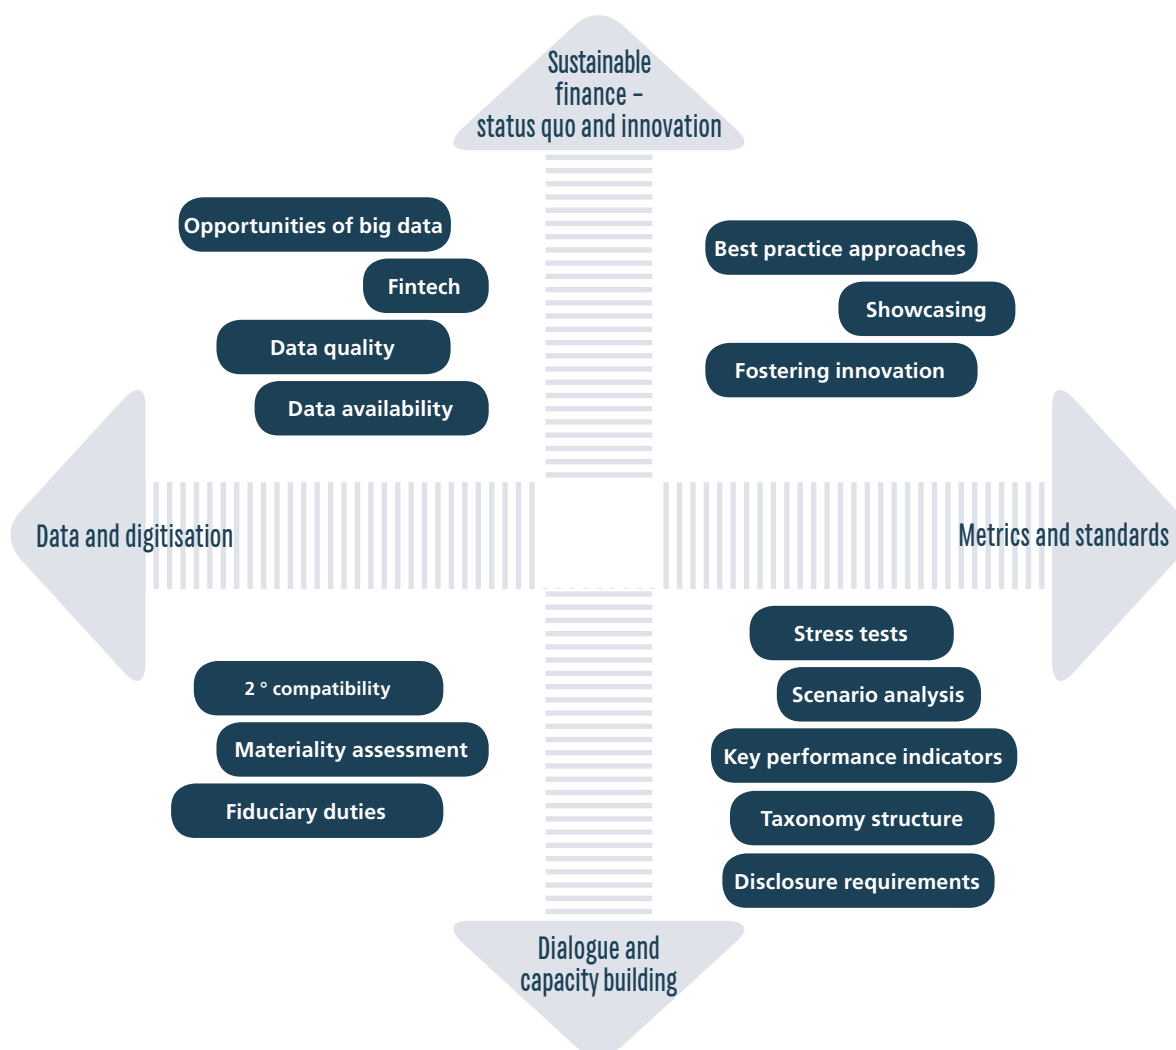 Sustainable
finance –
status quo and innovation
Opportunities of big data
Fintech
Data quality
Data availability
Best practice approaches
Showcasing
Fostering innovation
Data and digitisation
Metrics and standards
2 ° compatibility
Materiality assessment
Fiduciary duties
Stress tests
Scenario analysis
Key performance indicators
Taxonomy structure
Disclosure requirements
Dialogue and
capacity building